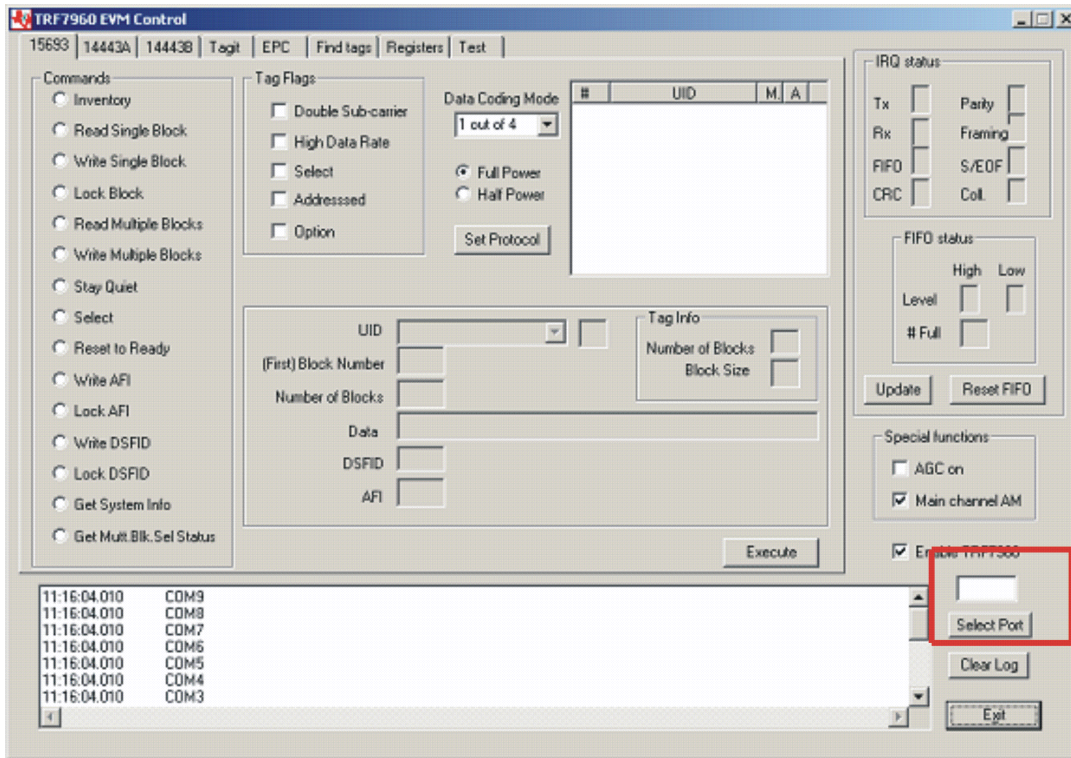 TRF7960 EVM Control
15693 14443A 14443B Tagit EPC Find tags Registers Test
Commands
Inventory
Read Single Block
Write Single Block
Lock Block
Read Multiple Blocks
Write Multiple Blocks
Stay Quiet
Select
Reset to Ready
Write AFI
Lock AFI
Write DSFID
Lock DSFID
Get System Info
Get Mutt.Blk.Sel Status
Tag Flags
Double Sub-carrier
High Data Rate
Select
Addresssed
Option
Data Coding Mode
1 out of 4
Full Power
Half Power
Set Protocol
# UID M. A
UID
(First) Block Number
Number of Blocks
Data
DSFID
AFI
Tag Info
Number of Blocks
Block Size
Execute
IRQ status
Tx Parity
Rx Framing
FIFO S/EOF
CRC Coll.
FIFO status
High Low
Level
# Full
Update Reset FIFO
Special functions
AGC on
Main channel AM
Enable TRF7960
Select Port
Clear Log
Exit
11:16:04.010 COM9
11:16:04.010 COM8
11:16:04.010 COM7
11:16:04.010 COM6
11:16:04.010 COM5
11:16:04.010 COM4
11:16:04.010 COM3